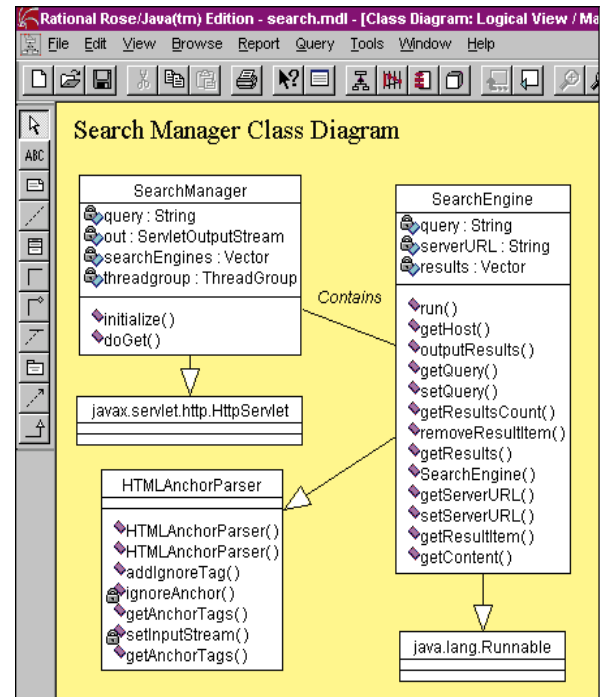 Rational Rose/Java(tm) Edition - search.mdl - [Class Diagram: Logical View / Ma
File Edit View Browse Report Query Tools Window Help
ABC
Search Manager Class Diagram
SearchManager
query : String
out : ServletOutputStream
searchEngines : Vector
threadgroup : ThreadGroup
initialize()
doGet()
Contains
SearchEngine
query : String
serverURL : String
results : Vector
run()
getHost()
outputResults()
getQuery()
setQuery()
getResultsCount()
removeResultItem()
getResults()
SearchEngine()
getServerURL()
setServerURL()
getResultItem()
getContent()
javax.servlet.http.HttpServlet
HTMLAnchorParser
HTMLAnchorParser()
HTMLAnchorParser()
addIgnoreTag()
ignoreAnchor()
getAnchorTags()
setInputStream()
getAnchorTags()
java.lang.Runnable